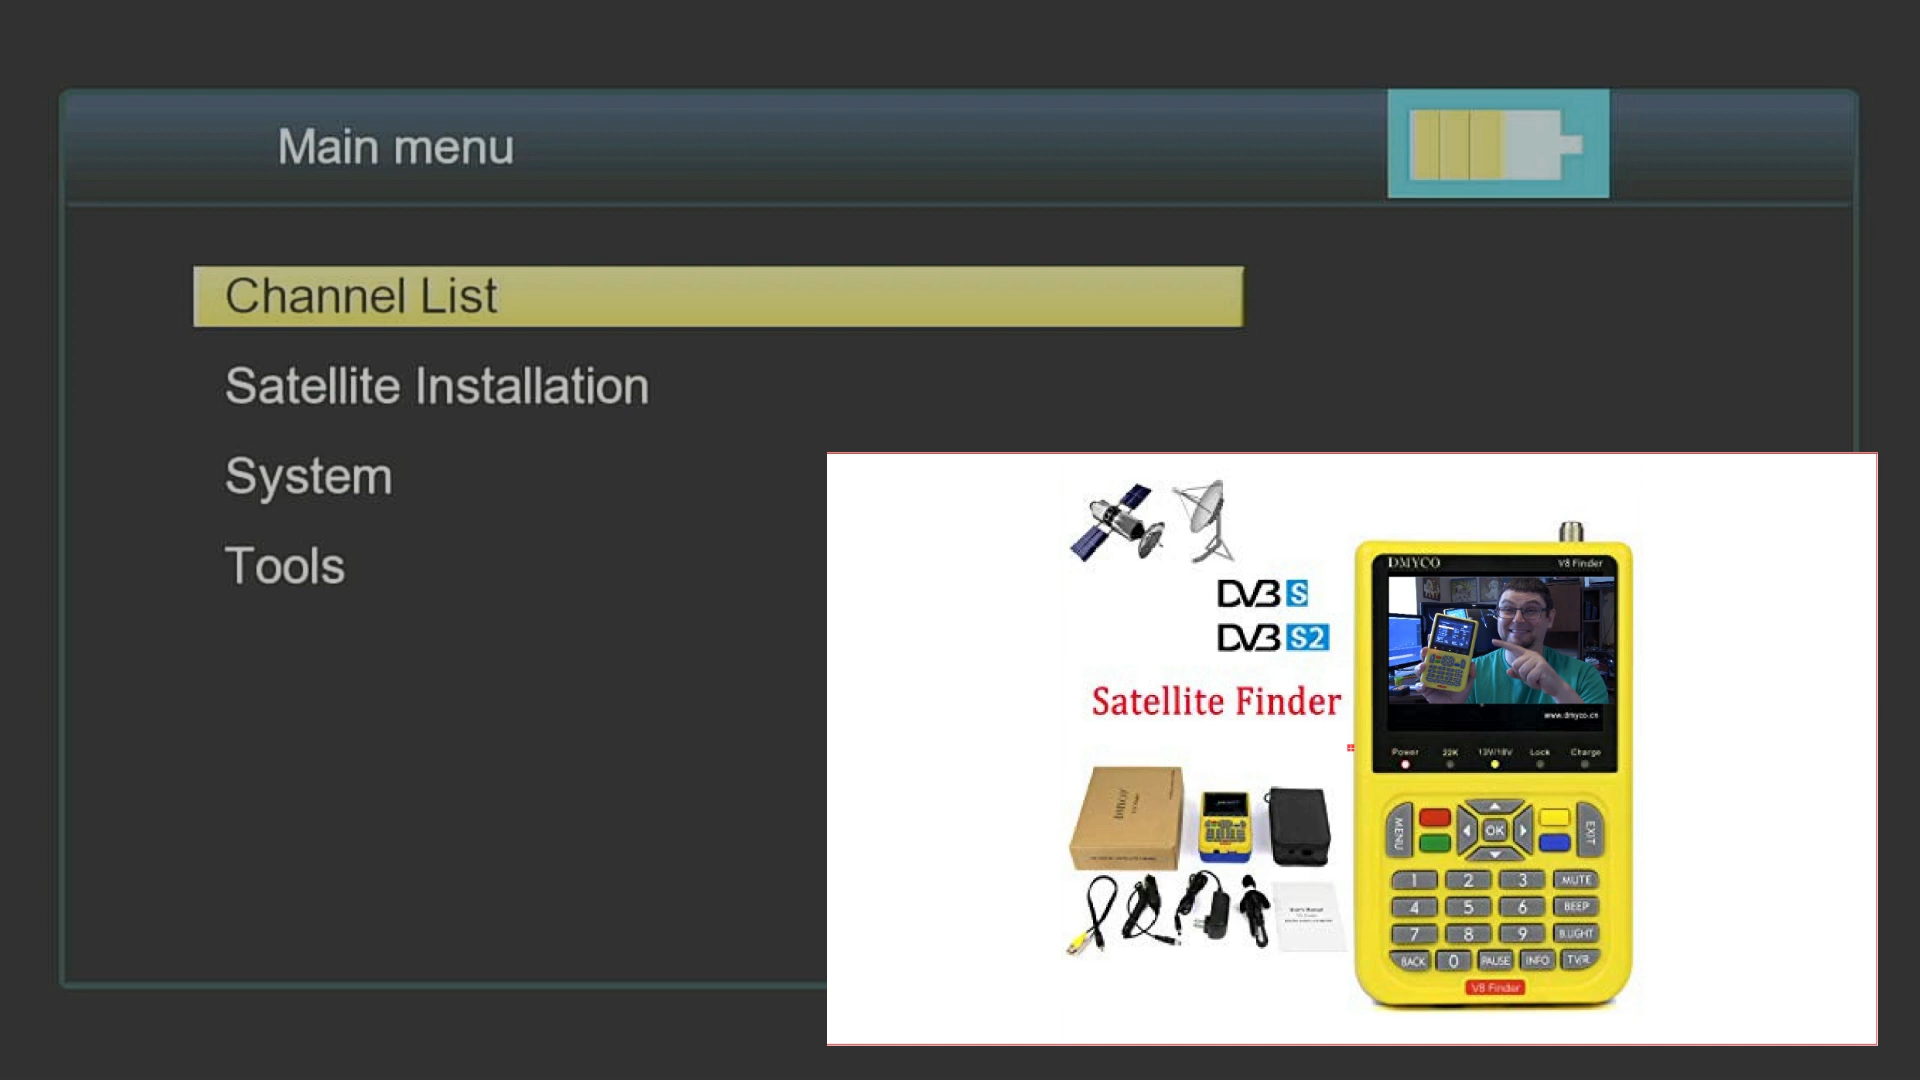 Main menu
Channel List
Satellite Installation
System
Tools
DVB S
DVB S2
Satellite Finder
DMYCO
V8 Finder
www.dmyco.cn
Power 22K 13V/18V Lock Charge
MENU
OK
EXIT
1 2 3 MUTE
4 5 6 BEEP
7 8 9 B.LIGHT
BACK 0 PAUSE INFO TV/R
V8 Finder